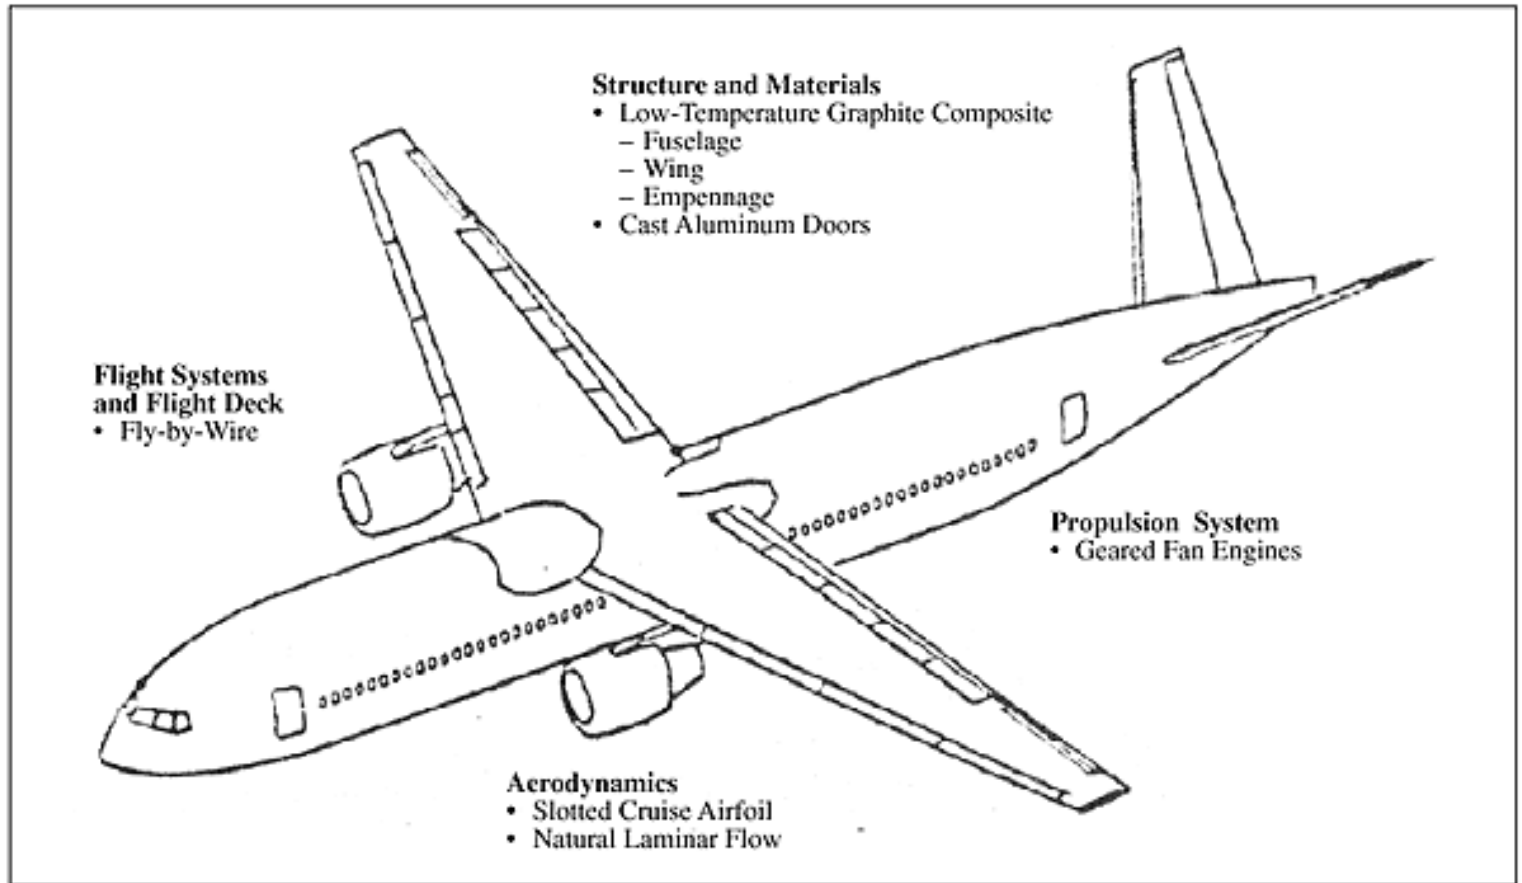 Structure and Materials
• Low-Temperature Graphite Composite
– Fuselage
– Wing
– Empennage
• Cast Aluminum Doors
Flight Systems
and Flight Deck
• Fly-by-Wire
Propulsion System
• Geared Fan Engines
Aerodynamics
• Slotted Cruise Airfoil
• Natural Laminar Flow